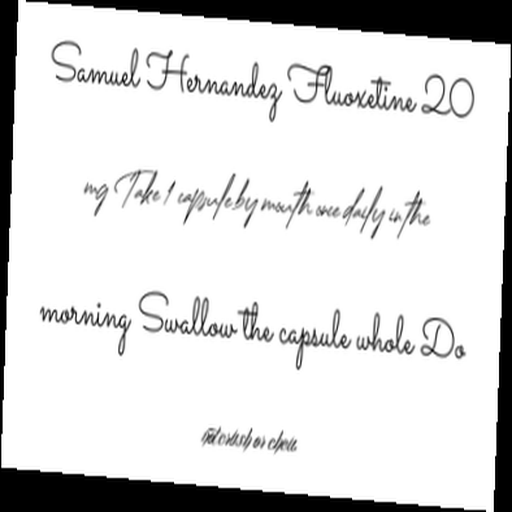 Samuel Hernandez Fluoxetine 20
mg Take 1 capsule by mouth once daily in the
morning Swallow the capsule whole Do
not crush or chew